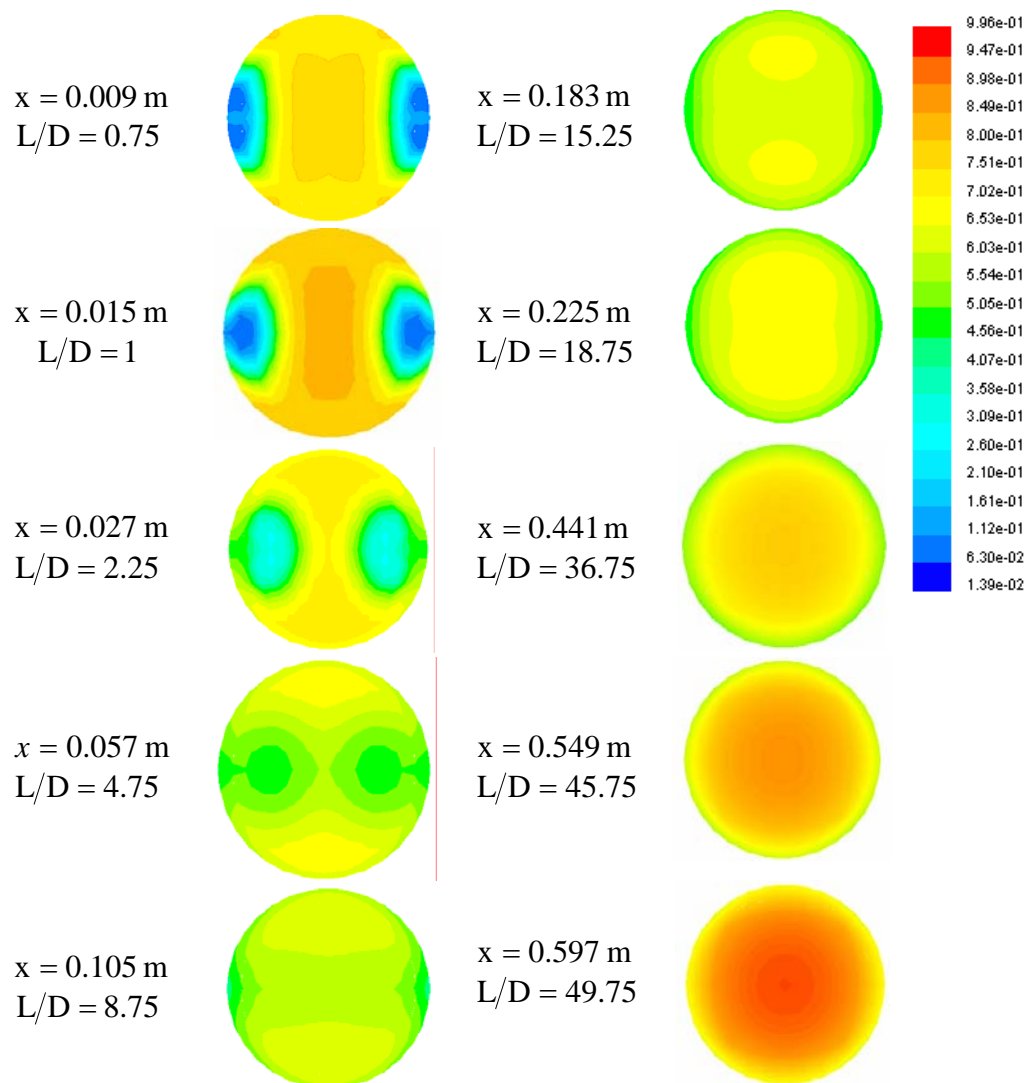 x = 0.009 m
L/D = 0.75
x = 0.015 m
L/D = 1
x = 0.027 m
L/D = 2.25
x = 0.057 m
L/D = 4.75
x = 0.105 m
L/D = 8.75
x = 0.183 m
L/D = 15.25
x = 0.225 m
L/D = 18.75
x = 0.441 m
L/D = 36.75
x = 0.549 m
L/D = 45.75
x = 0.597 m
L/D = 49.75
9.96e-01
9.47e-01
8.98e-01
8.49e-01
8.00e-01
7.51e-01
7.02e-01
6.53e-01
6.03e-01
5.54e-01
5.05e-01
4.56e-01
4.07e-01
3.58e-01
3.09e-01
2.60e-01
2.10e-01
1.61e-01
1.12e-01
6.30e-02
1.39e-02